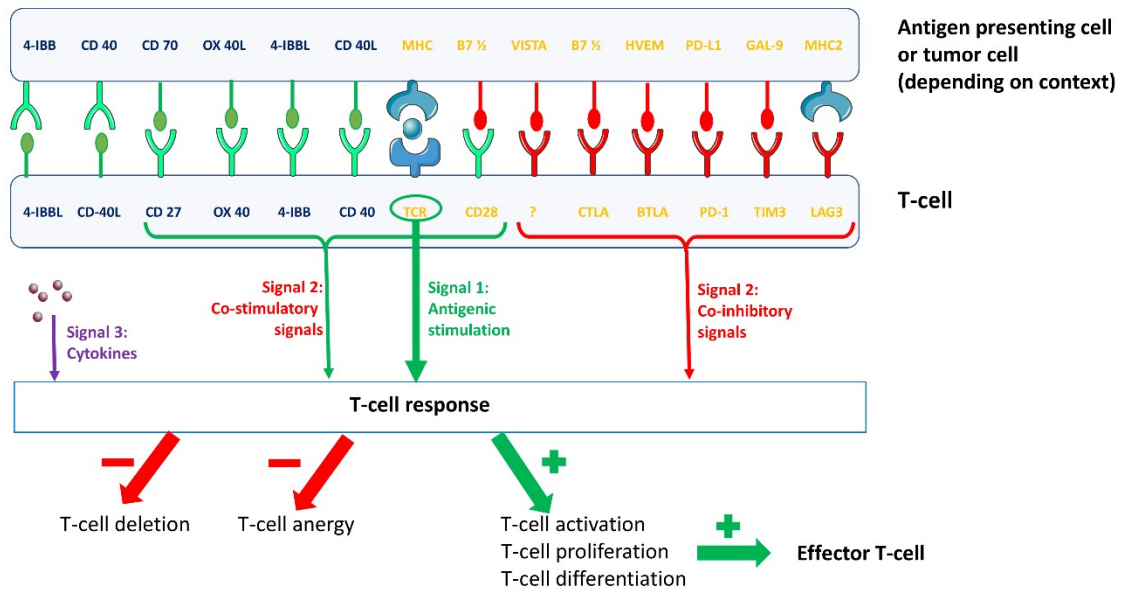 4-IBB CD 40 CD 70 OX 40L 4-IBBL CD 40L MHC B7 ½ VISTA B7 ½ HVEM PD-L1 GAL-9 MHC2
Antigen presenting cell
or tumor cell
(depending on context)
4-IBBL CD-40L CD 27 OX 40 4-IBB CD 40 TCR CD28 ? CTLA BTLA PD-1 TIM3 LAG3
T-cell
Signal 3:
Cytokines
Signal 2:
Co-stimulatory
signals
Signal 1:
Antigenic
stimulation
Signal 2:
Co-inhibitory
signals
T-cell response
T-cell deletion
T-cell anergy
T-cell activation
T-cell proliferation
T-cell differentiation
Effector T-cell